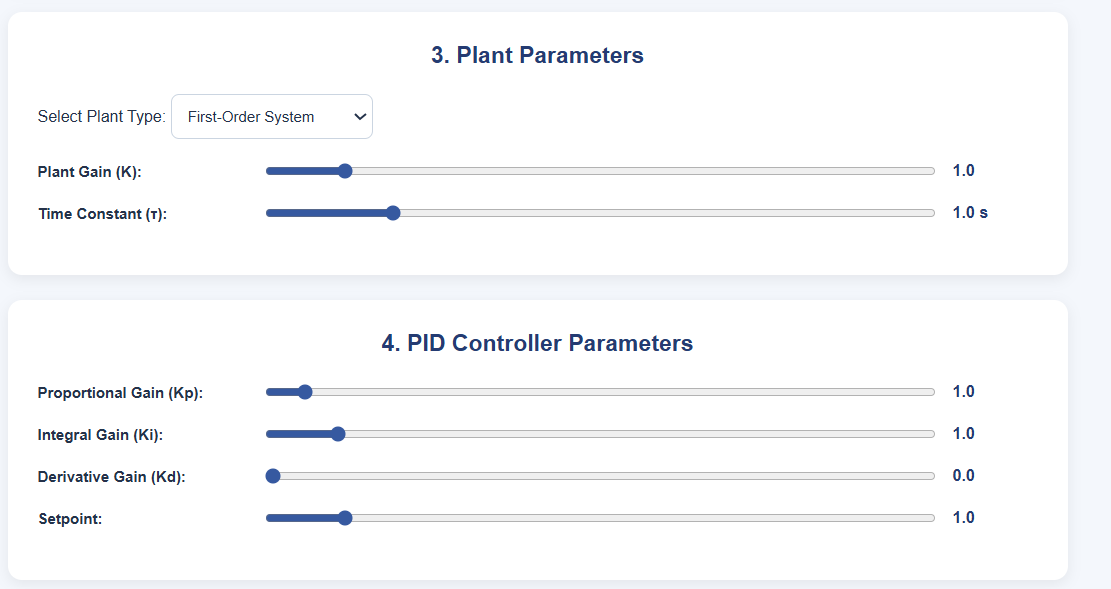 3. Plant Parameters
Select Plant Type: First-Order System
Plant Gain (K): 1.0
Time Constant (τ): 1.0 s
4. PID Controller Parameters
Proportional Gain (Kp): 1.0
Integral Gain (Ki): 1.0
Derivative Gain (Kd): 0.0
Setpoint: 1.0